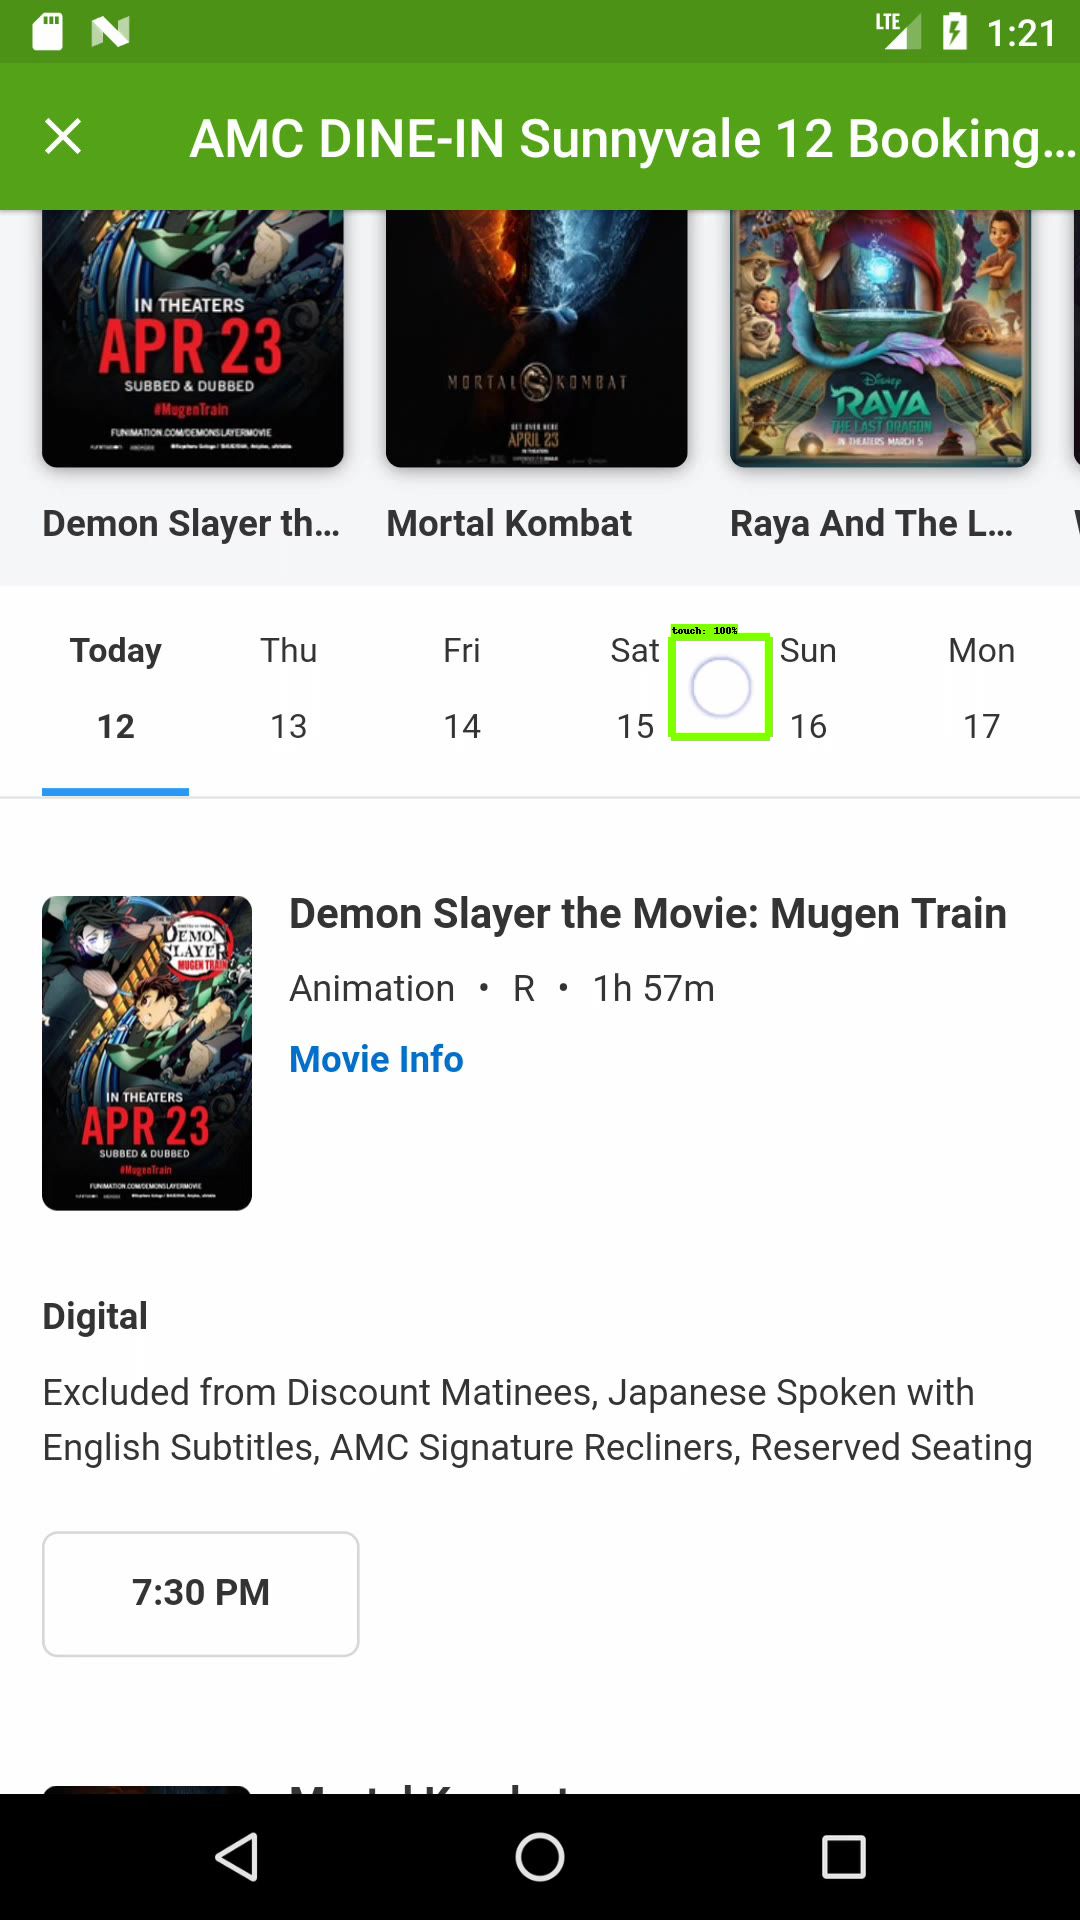 LTE 1:21
AMC DINE-IN Sunnyvale 12 Booking...
IN THEATERS
APR 23
SUBBED & DUBBED
#MugenTrain
FUNIMATION.COM/DEMONSLAYERMOVIE
MORTAL KOMBAT
GET OVER HERE
APRIL 23
Disney
RAYA
THE LAST DRAGON
IN THEATERS MARCH 5
Demon Slayer th... Mortal Kombat Raya And The L...
touch: 100%
Today Thu Fri Sat Sun Mon
12 13 14 15 16 17
DEMON
SLAYER
MUGEN TRAIN
IN THEATERS
APR 23
SUBBED & DUBBED
#MugenTrain
FUNIMATION.COM/DEMONSLAYERMOVIE
Demon Slayer the Movie: Mugen Train
Animation • R • 1h 57m
Movie Info
Digital
Excluded from Discount Matinees, Japanese Spoken with
English Subtitles, AMC Signature Recliners, Reserved Seating
7:30 PM
Mortal Kombat